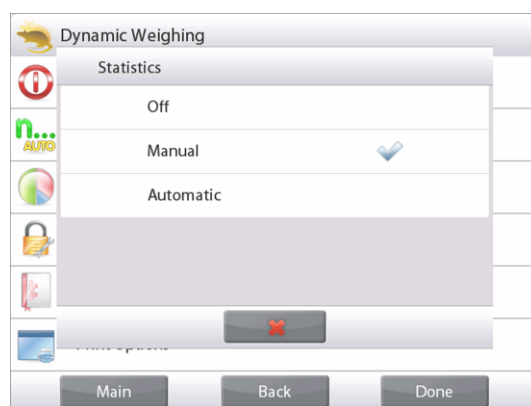 Dynamic Weighing
Statistics
Off
n...
AUTO
Manual
Automatic
Main
Back
Done